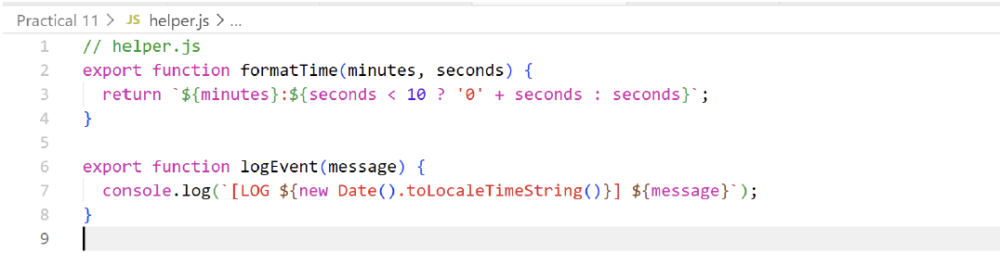 Practical 11 > JS helper.js > ...
1 // helper.js
2 export function formatTime(minutes, seconds) {
3   return `${minutes}:${seconds < 10 ? '0' + seconds : seconds}`;
4 }
5
6 export function logEvent(message) {
7   console.log(`[LOG ${new Date().toLocaleTimeString()}] ${message}`);
8 }
9